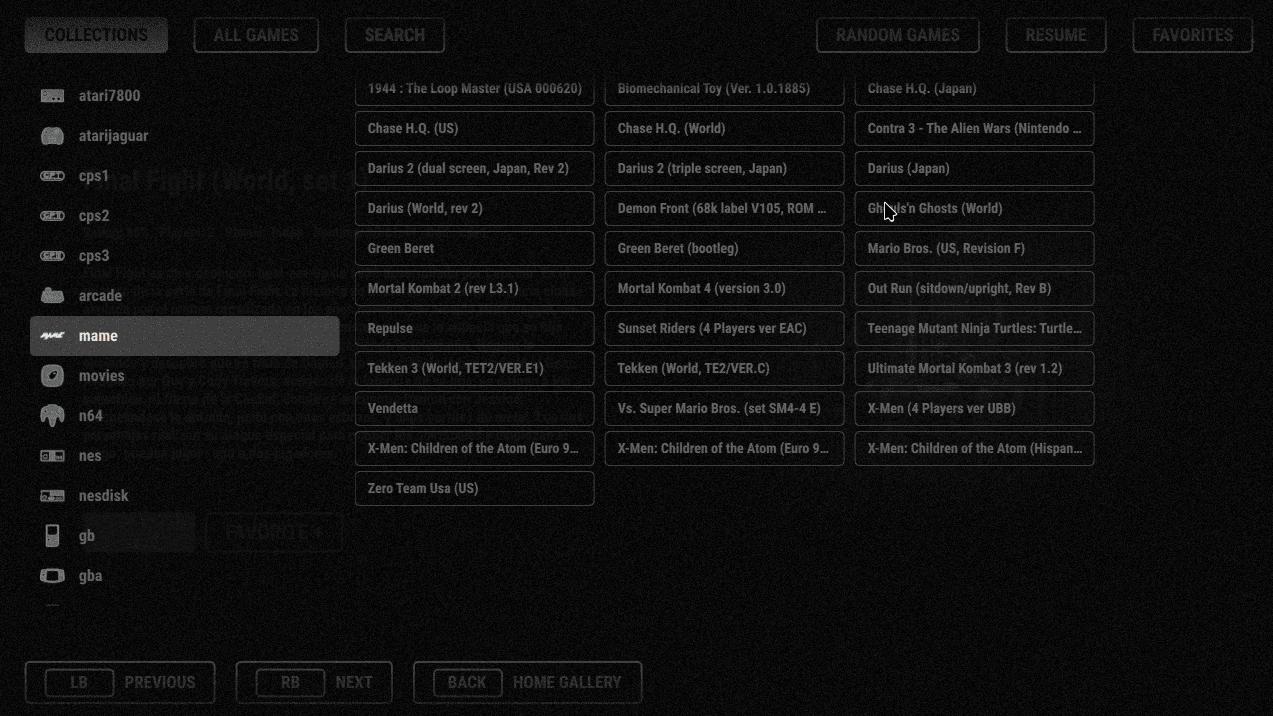 COLLECTIONS ALL GAMES SEARCH RANDOM GAMES RESUME FAVORITES
atari7800
atarijaguar
cps1
cps2
cps3
arcade
mame
movies
n64
nes
nesdisk
gb
gba
1944 : The Loop Master (USA 000620) Biomechanical Toy (Ver. 1.0.1885) Chase H.Q. (Japan)
Chase H.Q. (US) Chase H.Q. (World) Contra 3 - The Alien Wars (Nintendo ...
Darius 2 (dual screen, Japan, Rev 2) Darius 2 (triple screen, Japan) Darius (Japan)
Darius (World, rev 2) Demon Front (68k label V105, ROM ... Ghouls'n Ghosts (World)
Green Beret Green Beret (bootleg) Mario Bros. (US, Revision F)
Mortal Kombat 2 (rev L3.1) Mortal Kombat 4 (version 3.0) Out Run (sitdown/upright, Rev B)
Repulse Sunset Riders (4 Players ver EAC) Teenage Mutant Ninja Turtles: Turtle...
Tekken 3 (World, TET2/VER.E1) Tekken (World, TE2/VER.C) Ultimate Mortal Kombat 3 (rev 1.2)
Vendetta Vs. Super Mario Bros. (set SM4-4 E) X-Men (4 Players ver UBB)
X-Men: Children of the Atom (Euro 9... X-Men: Children of the Atom (Euro 9... X-Men: Children of the Atom (Hispan...
Zero Team Usa (US)
Final Fight (World, set
FAVORITE +
LB PREVIOUS RB NEXT BACK HOME GALLERY